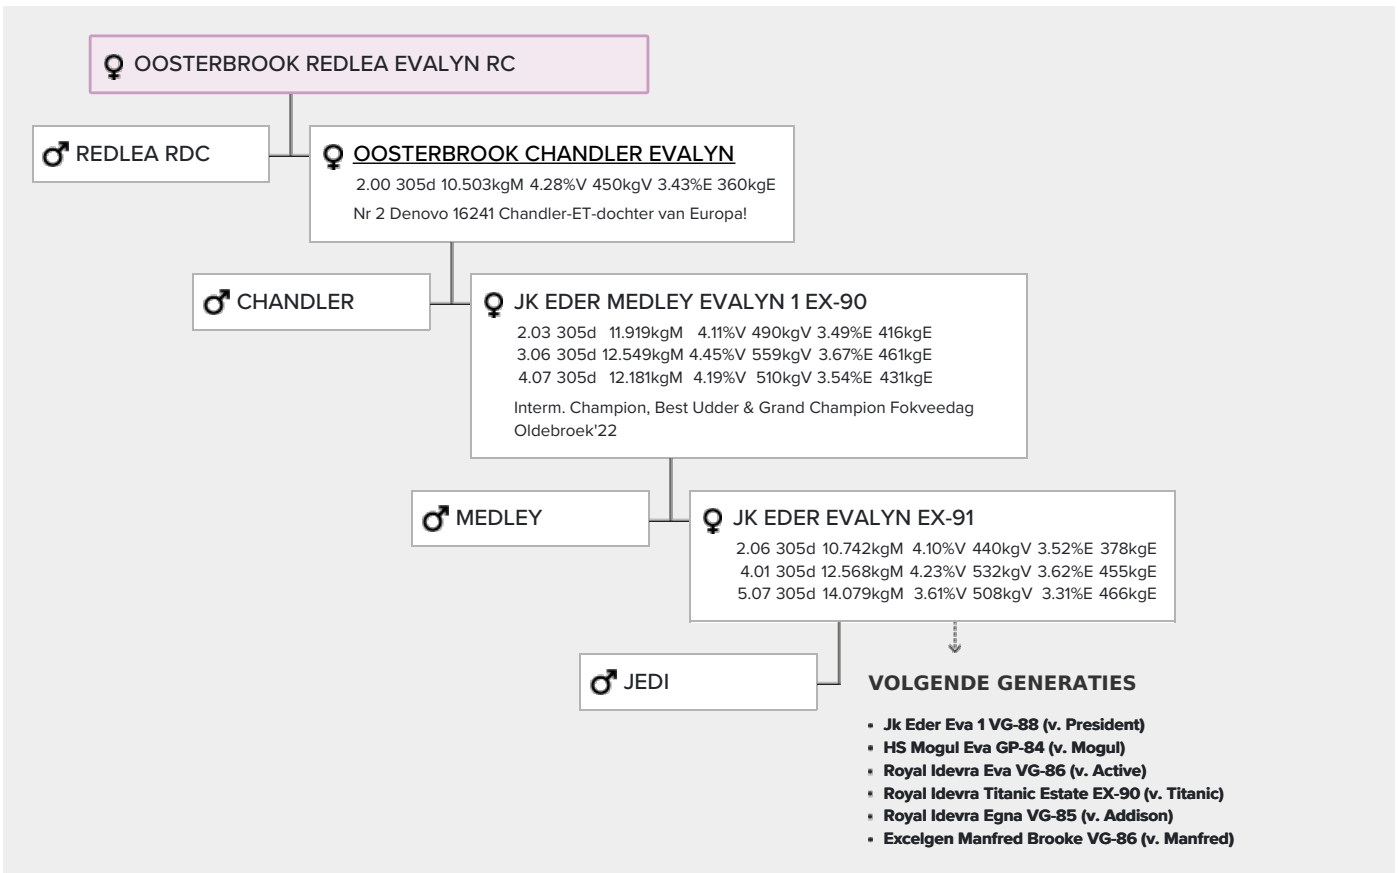 OOSTERBROOK REDLEA EVALYN RC
REDLEA RDC
OOSTERBROOK CHANDLER EVALYN
2.00 305d 10.503kgM 4.28%V 450kgV 3.43%E 360kgE
Nr 2 Denovo 16241 Chandler-ET-dochter van Europa!
CHANDLER
JK EDER MEDLEY EVALYN 1 EX-90
2.03 305d 11.919kgM 4.11%V 490kgV 3.49%E 416kgE
3.06 305d 12.549kgM 4.45%V 559kgV 3.67%E 461kgE
4.07 305d 12.181kgM 4.19%V 510kgV 3.54%E 431kgE
Interm. Champion, Best Udder & Grand Champion Fokveedag
Oldebroek'22
MEDLEY
JK EDER EVALYN EX-91
2.06 305d 10.742kgM 4.10%V 440kgV 3.52%E 378kgE
4.01 305d 12.568kgM 4.23%V 532kgV 3.62%E 455kgE
5.07 305d 14.079kgM 3.61%V 508kgV 3.31%E 466kgE
JEDI
VOLGENDE GENERATIES
• Jk Eder Eva 1 VG-88 (v. President)
• HS Mogul Eva GP-84 (v. Mogul)
• Royal Idevra Eva VG-86 (v. Active)
• Royal Idevra Titanic Estate EX-90 (v. Titanic)
• Royal Idevra Egna VG-85 (v. Addison)
• Excelgen Manfred Brooke VG-86 (v. Manfred)